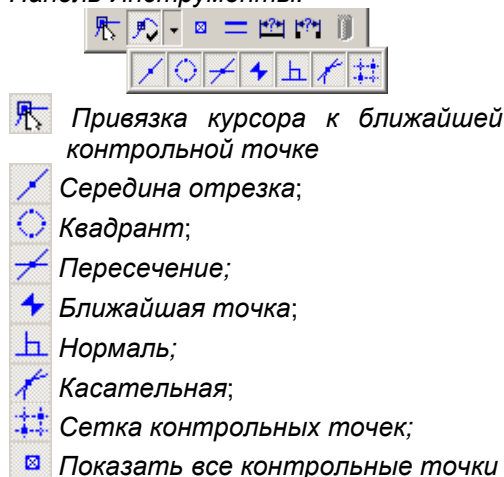 Панель Инструменты.
Привязка курсора к ближайшей
контрольной точке
Середина отрезка;
Квадрант;
Пересечение;
Ближайшая точка;
Нормаль;
Касательная;
Сетка контрольных точек;
Показать все контрольные точки